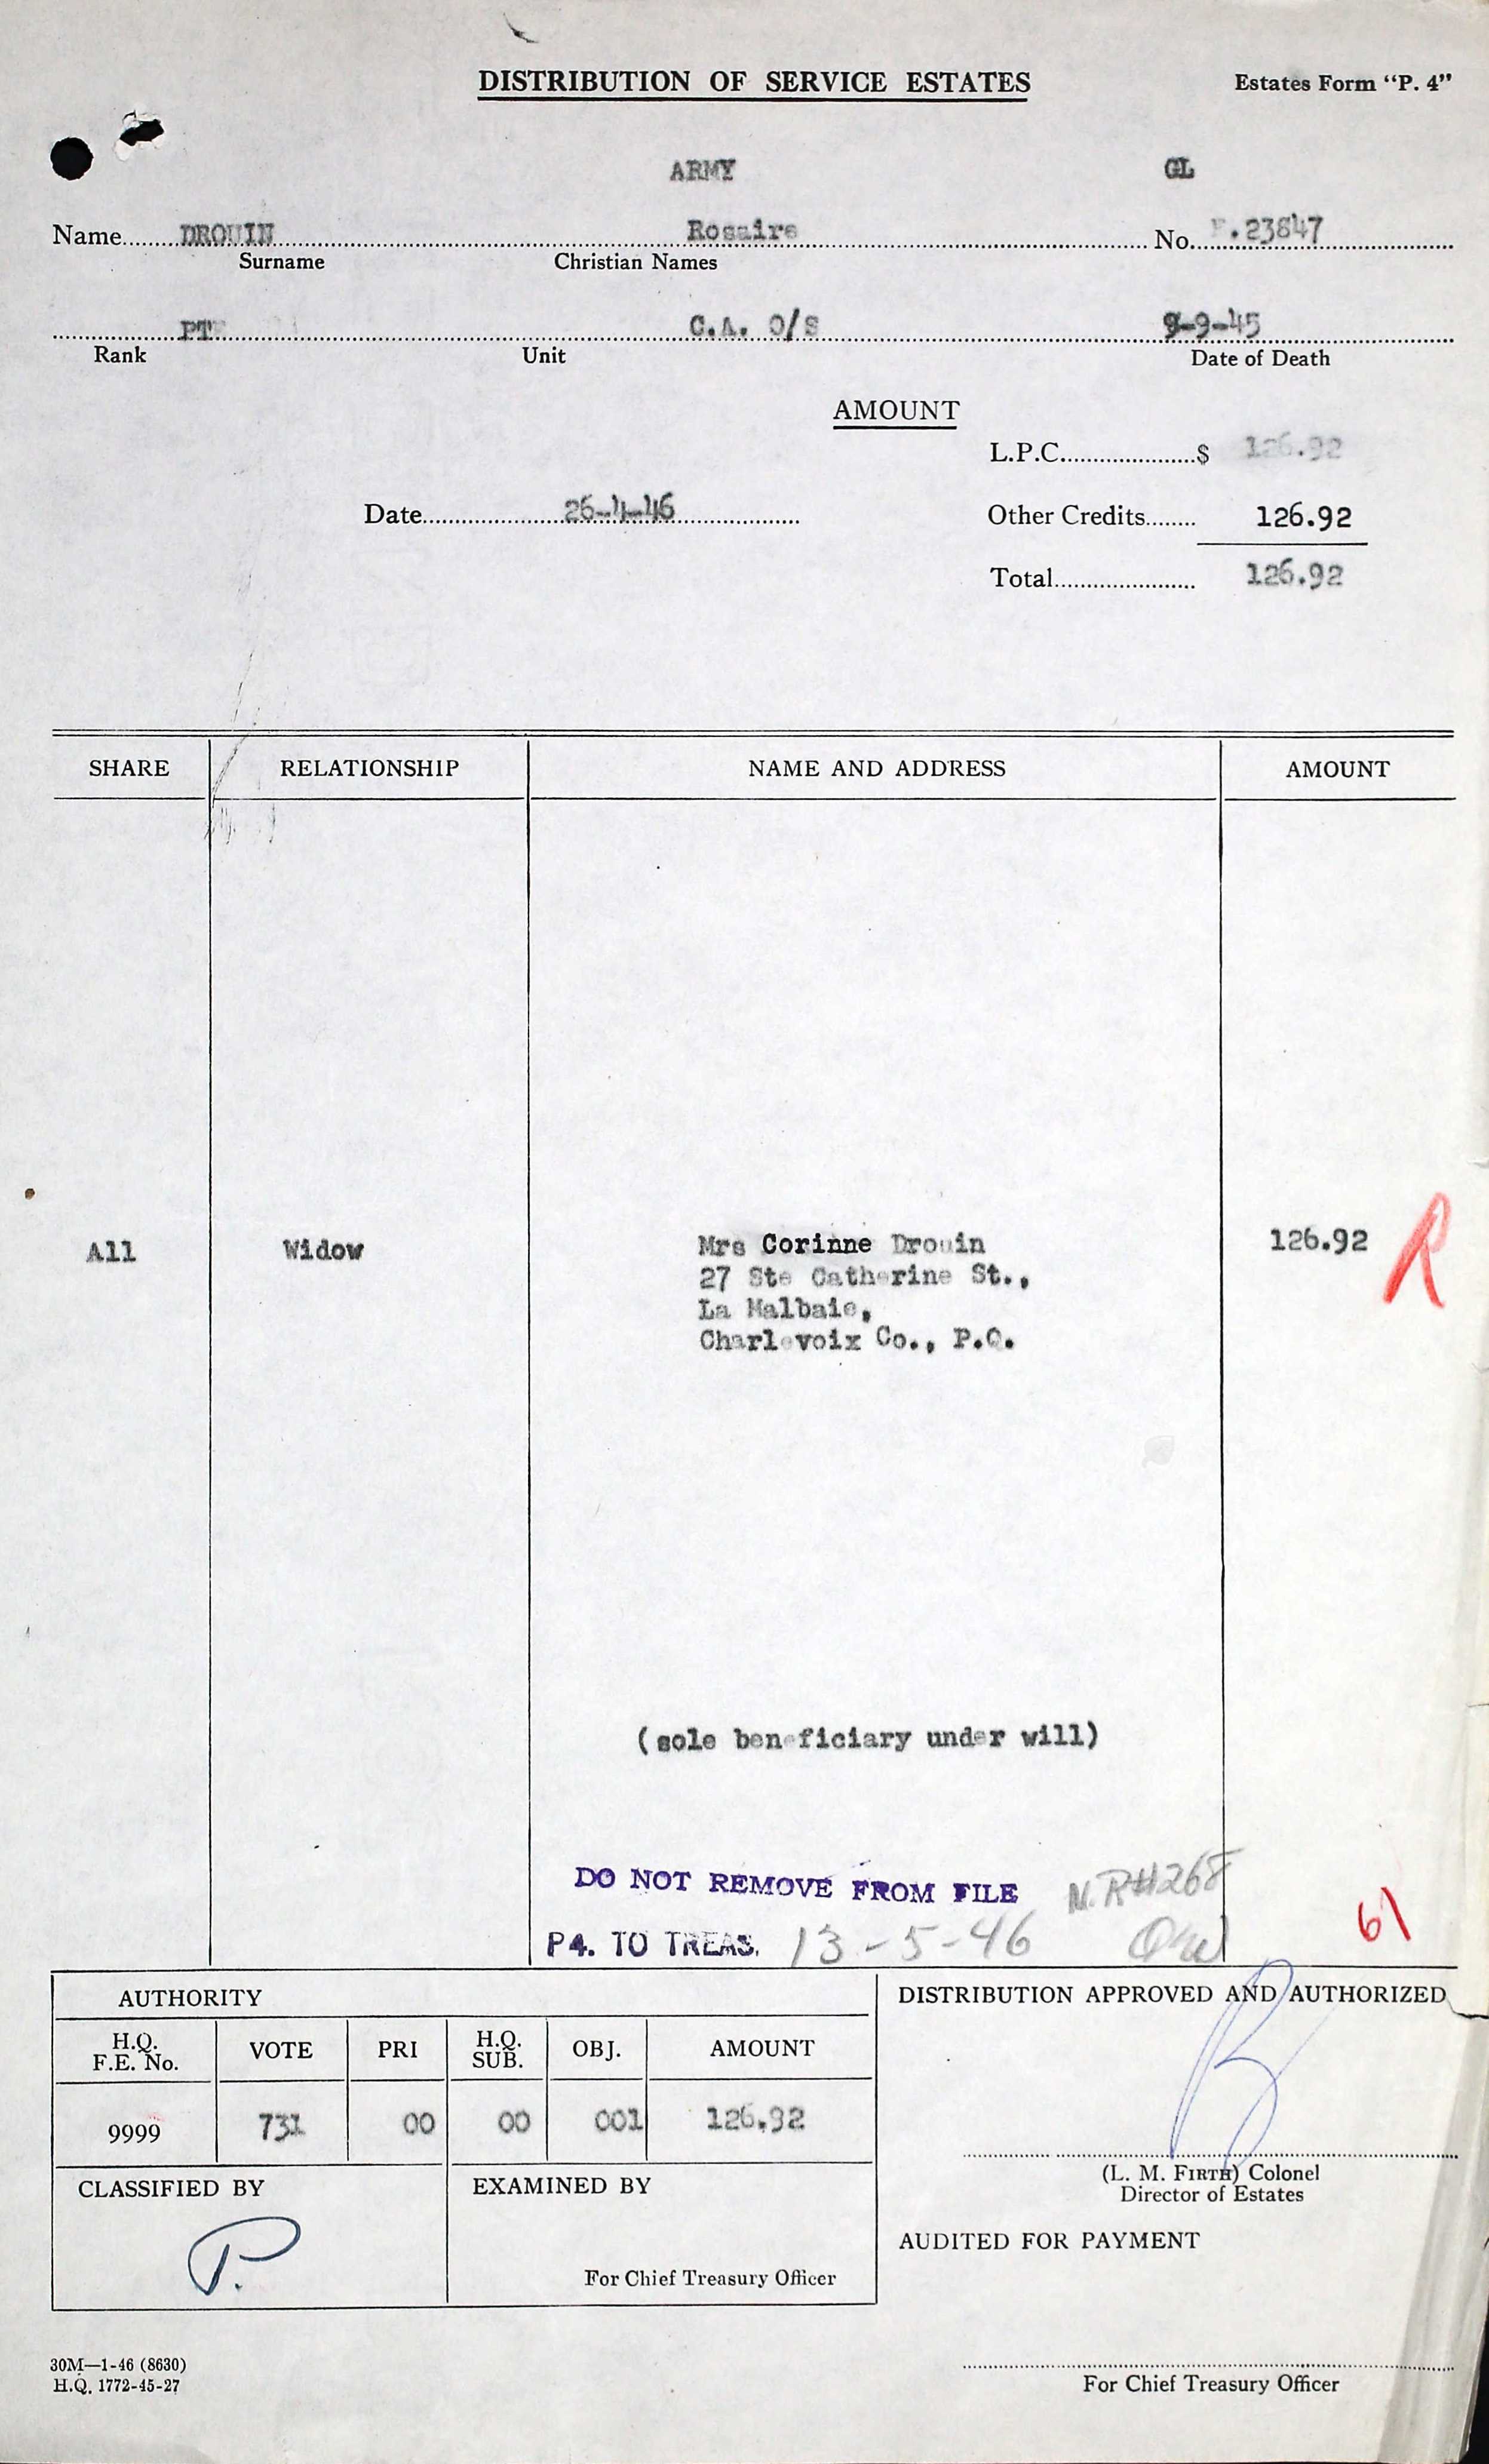 DISTRIBUTION OF SERVICE ESTATES
Estates Form “P. 4”
ARMY GL
Name DROUIN Rosaire No. .23847
Surname Christian Names
PT C.A. O/S 9-9-45
Rank Unit Date of Death
AMOUNT
L.P.C. $ 126.92
Date 26-4-46 Other Credits 126.92
Total 126.92
SHARE RELATIONSHIP NAME AND ADDRESS AMOUNT
All Widow Mrs Corinne Drouin 126.92 R
27 Ste Catherine St.,
La Malbaie,
Charlevoix Co., P.Q.
(sole beneficiary under will)
DO NOT REMOVE FROM FILE N.R#268
P4. TO TREAS. 13-5-46
61
AUTHORITY
H.Q. F.E. No. VOTE PRI H.Q. SUB. OBJ. AMOUNT
9999 731 00 00 001 126.92
CLASSIFIED BY EXAMINED BY
P.
For Chief Treasury Officer
DISTRIBUTION APPROVED AND AUTHORIZED
(L. M. FIRTH) Colonel
Director of Estates
AUDITED FOR PAYMENT
For Chief Treasury Officer
30M—1-46 (8630)
H.Q. 1772-45-27